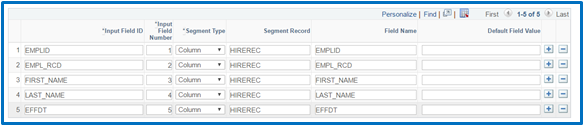 Personalize | Find | First 1-5 of 5 Last
*Input Field ID *Input Field Number *Segment Type Segment Record Field Name Default Field Value
1 EMPLID 1 Column HIREREC EMPLID
2 EMPL_RCD 2 Column HIREREC EMPL_RCD
3 FIRST_NAME 3 Column HIREREC FIRST_NAME
4 LAST_NAME 4 Column HIREREC LAST_NAME
5 EFFDT 5 Column HIREREC EFFDT